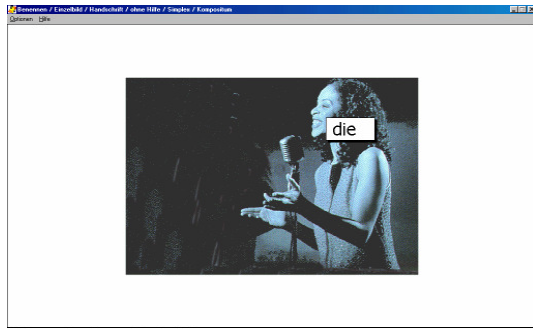 Benennen / Einzelbild / Handschrift / ohne Hilfe / Simplex / Kompositum
Optionen Hilfe
die